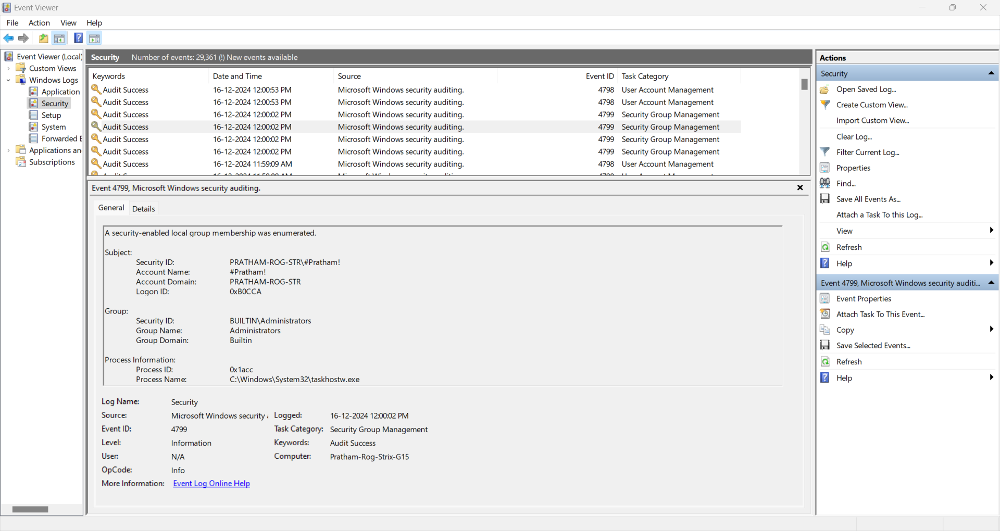 Event Viewer
File Action View Help
Event Viewer (Local)
Custom Views
Windows Logs
Application
Security
Setup
System
Forwarded E
Applications an
Subscriptions
Security Number of events: 29,361 (!) New events available
Keywords Date and Time Source Event ID Task Category
Audit Success 16-12-2024 12:00:53 PM Microsoft Windows security auditing. 4798 User Account Management
Audit Success 16-12-2024 12:00:53 PM Microsoft Windows security auditing. 4798 User Account Management
Audit Success 16-12-2024 12:00:02 PM Microsoft Windows security auditing. 4799 Security Group Management
Audit Success 16-12-2024 12:00:02 PM Microsoft Windows security auditing. 4799 Security Group Management
Audit Success 16-12-2024 12:00:02 PM Microsoft Windows security auditing. 4799 Security Group Management
Audit Success 16-12-2024 12:00:02 PM Microsoft Windows security auditing. 4799 Security Group Management
Audit Success 16-12-2024 11:59:09 AM Microsoft Windows security auditing. 4798 User Account Management
Event 4799, Microsoft Windows security auditing.
General Details
A security-enabled local group membership was enumerated.
Subject:
Security ID: PRATHAM-ROG-STR\#Pratham!
Account Name: #Pratham!
Account Domain: PRATHAM-ROG-STR
Logon ID: 0xB0CCA
Group:
Security ID: BUILTIN\Administrators
Group Name: Administrators
Group Domain: Builtin
Process Information:
Process ID: 0x1acc
Process Name: C:\Windows\System32\taskhostw.exe
Log Name: Security
Source: Microsoft Windows security Logged: 16-12-2024 12:00:02 PM
Event ID: 4799 Task Category: Security Group Management
Level: Information Keywords: Audit Success
User: N/A Computer: Pratham-Rog-Strix-G15
OpCode: Info
More Information: Event Log Online Help
Actions
Security
Open Saved Log...
Create Custom View...
Import Custom View...
Clear Log...
Filter Current Log...
Properties
Find...
Save All Events As...
Attach a Task To this Log...
View
Refresh
Help
Event 4799, Microsoft Windows security auditi...
Event Properties
Attach Task To This Event...
Copy
Save Selected Events...
Refresh
Help